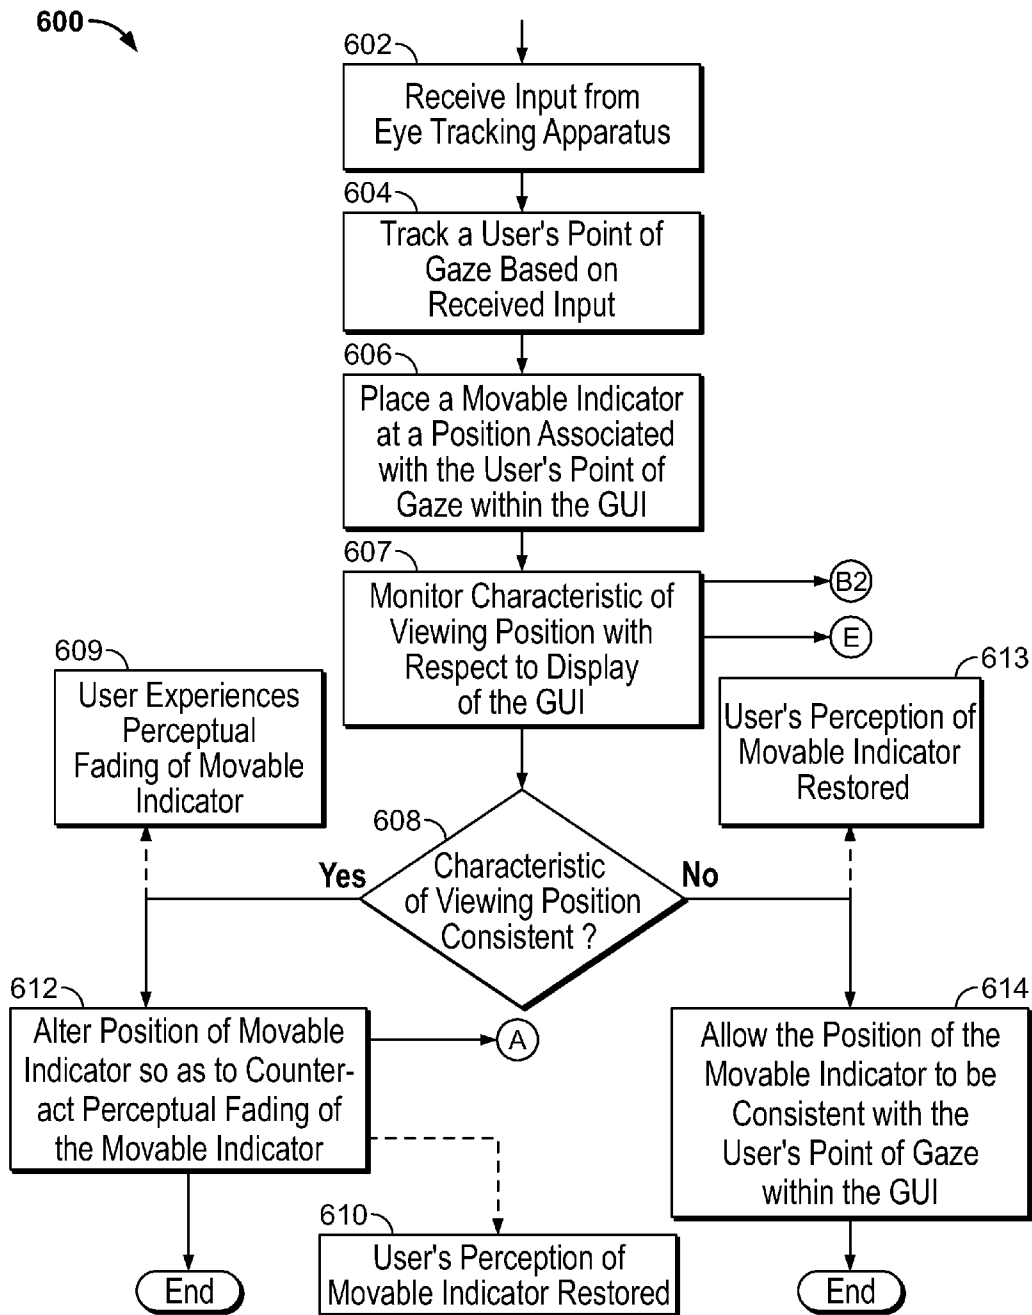 600
602
Receive Input from
Eye Tracking Apparatus
604
Track a User's Point of
Gaze Based on
Received Input
606
Place a Movable Indicator
at a Position Associated
with the User's Point of
Gaze within the GUI
607
Monitor Characteristic of
Viewing Position with
Respect to Display
of the GUI
B2
E
609
User Experiences
Perceptual
Fading of Movable
Indicator
613
User's Perception of
Movable Indicator
Restored
608
Characteristic
of Viewing Position
Consistent ?
Yes
No
612
Alter Position of Movable
Indicator so as to Counter-
act Perceptual Fading of
the Movable Indicator
A
614
Allow the Position of the
Movable Indicator to be
Consistent with the
User's Point of Gaze
within the GUI
610
User's Perception of
Movable Indicator Restored
End
End